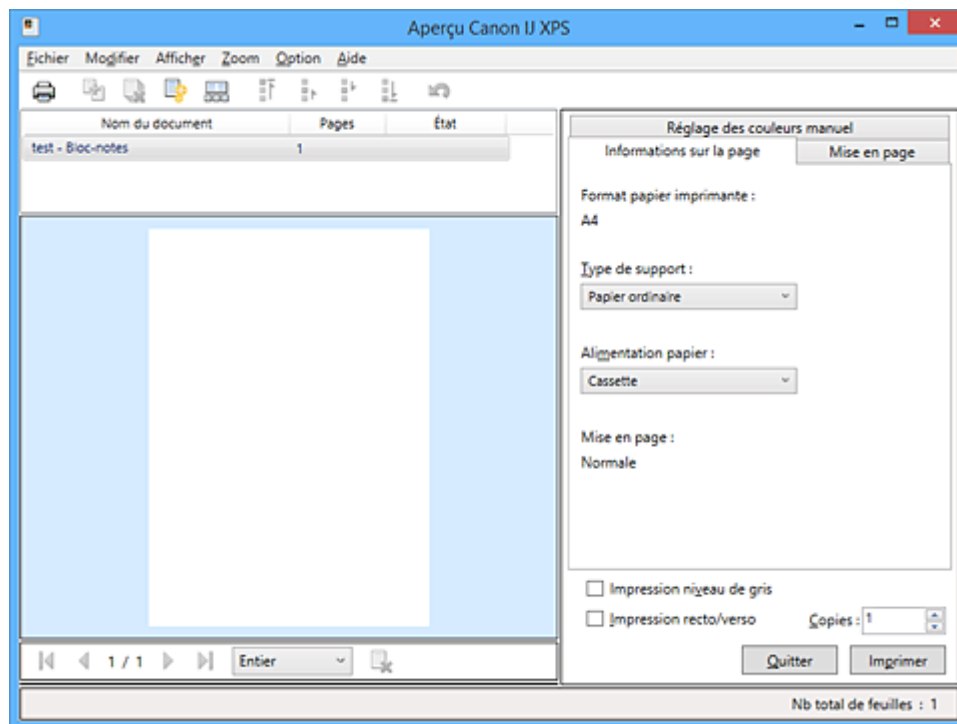 Aperçu Canon IJ XPS
Fichier Modifier Afficher Zoom Option Aide
Nom du document Pages État
test - Bloc-notes 1
Réglage des couleurs manuel
Informations sur la page Mise en page
Format papier imprimante :
A4
Type de support :
Papier ordinaire
Alimentation papier :
Cassette
Mise en page :
Normale
Impression niveau de gris
Impression recto/verso Copies : 1
1 / 1 Entier
Quitter Imprimer
Nb total de feuilles : 1